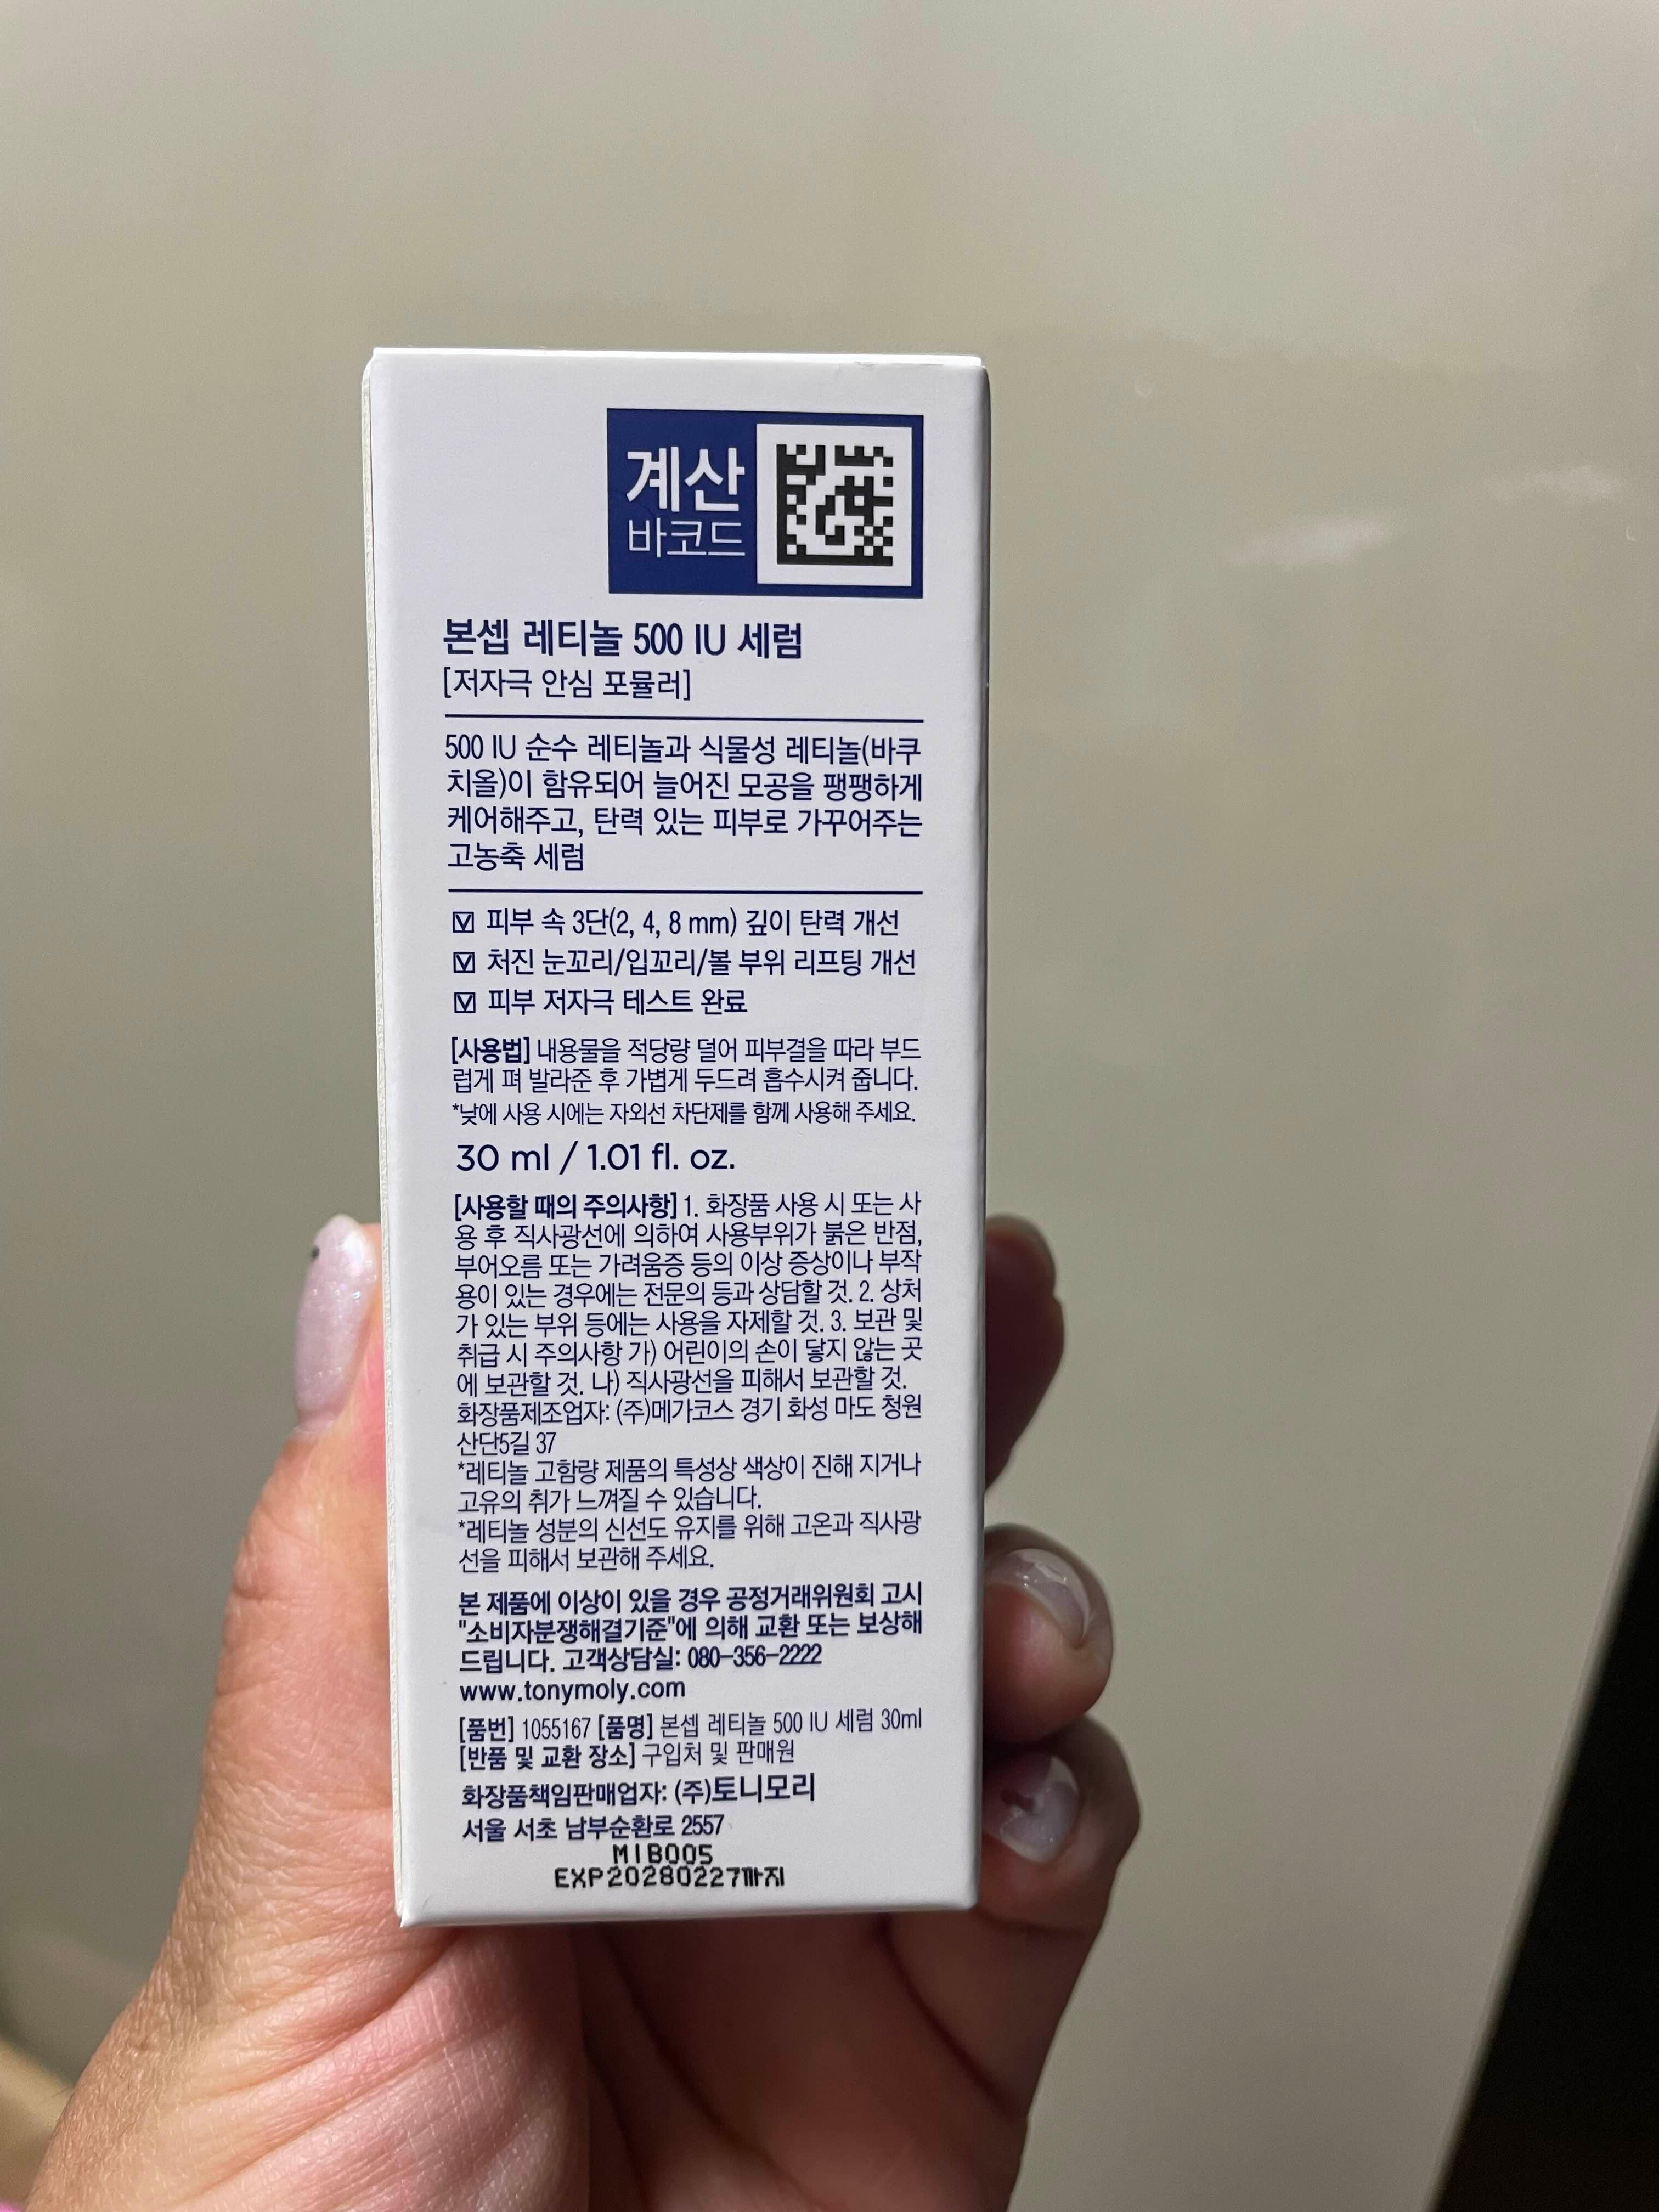 계산
바코드
본셉 레티놀 500 IU 세럼
[저자극 안심 포뮬러]
500 IU 순수 레티놀과 식물성 레티놀(바쿠
치올)이 함유되어 늘어진 모공을 팽팽하게
케어해주고, 탄력 있는 피부로 가꾸어주는
고농축 세럼
피부 속 3단(2, 4, 8 mm) 깊이 탄력 개선
처진 눈꼬리/입꼬리/볼 부위 리프팅 개선
피부 저자극 테스트 완료
[사용법] 내용물을 적당량 덜어 피부결을 따라 부드
럽게 펴 발라준 후 가볍게 두드려 흡수시켜 줍니다.
*낮에 사용 시에는 자외선 차단제를 함께 사용해 주세요.
30 ml / 1.01 fl. oz.
[사용할 때의 주의사항] 1. 화장품 사용 시 또는 사
용 후 직사광선에 의하여 사용부위가 붉은 반점,
부어오름 또는 가려움증 등의 이상 증상이나 부작
용이 있는 경우에는 전문의 등과 상담할 것. 2. 상처
가 있는 부위 등에는 사용을 자제할 것. 3. 보관 및
취급 시 주의사항 가) 어린이의 손이 닿지 않는 곳
에 보관할 것. 나) 직사광선을 피해서 보관할 것.
화장품제조업자: (주)메가코스 경기 화성 마도 청원
산단5길 37
*레티놀 고함량 제품의 특성상 색상이 진해 지거나
고유의 취가 느껴질 수 있습니다.
*레티놀 성분의 신선도 유지를 위해 고온과 직사광
선을 피해서 보관해 주세요.
본 제품에 이상이 있을 경우 공정거래위원회 고시
"소비자분쟁해결기준"에 의해 교환 또는 보상해
드립니다. 고객상담실: 080-356-2222
www.tonymoly.com
[품번] 1055167 [품명] 본셉 레티놀 500 IU 세럼 30ml
[반품 및 교환 장소] 구입처 및 판매원
화장품책임판매업자: (주)토니모리
서울 서초 남부순환로 2557
MIB005
EXP20280227까지